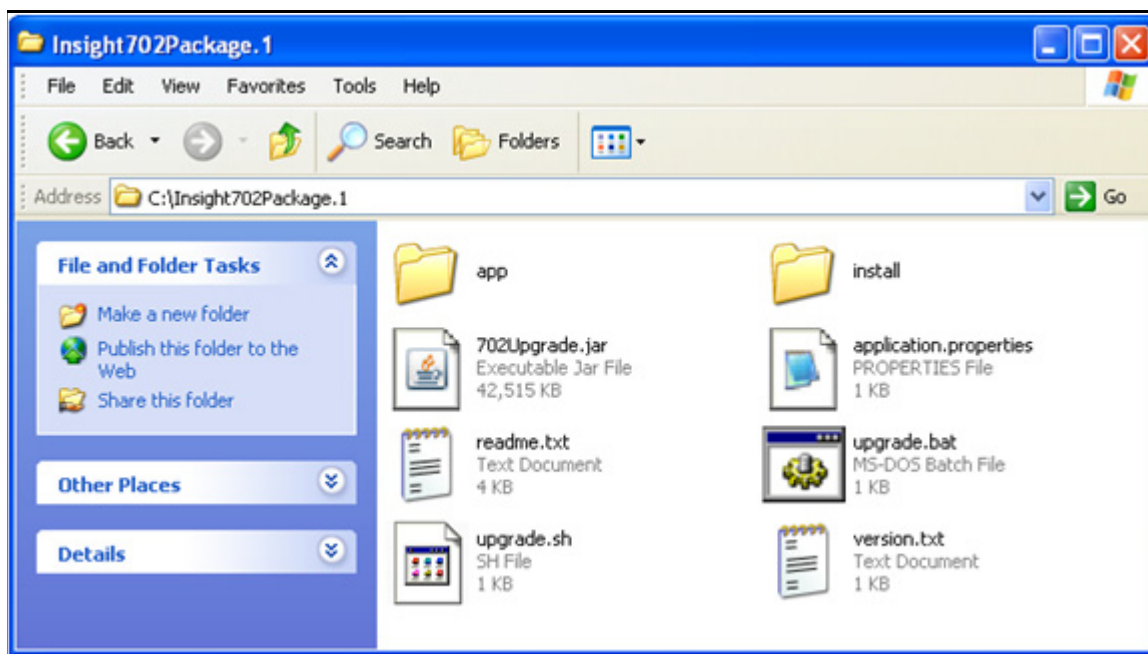 Insight702Package.1
File Edit View Favorites Tools Help
Back Search Folders
Address C:\Insight702Package.1 Go
File and Folder Tasks
Make a new folder
Publish this folder to the
Web
Share this folder
Other Places
Details
app
install
702Upgrade.jar
Executable Jar File
42,515 KB
application.properties
PROPERTIES File
1 KB
readme.txt
Text Document
4 KB
upgrade.bat
MS-DOS Batch File
1 KB
upgrade.sh
SH File
1 KB
version.txt
Text Document
1 KB